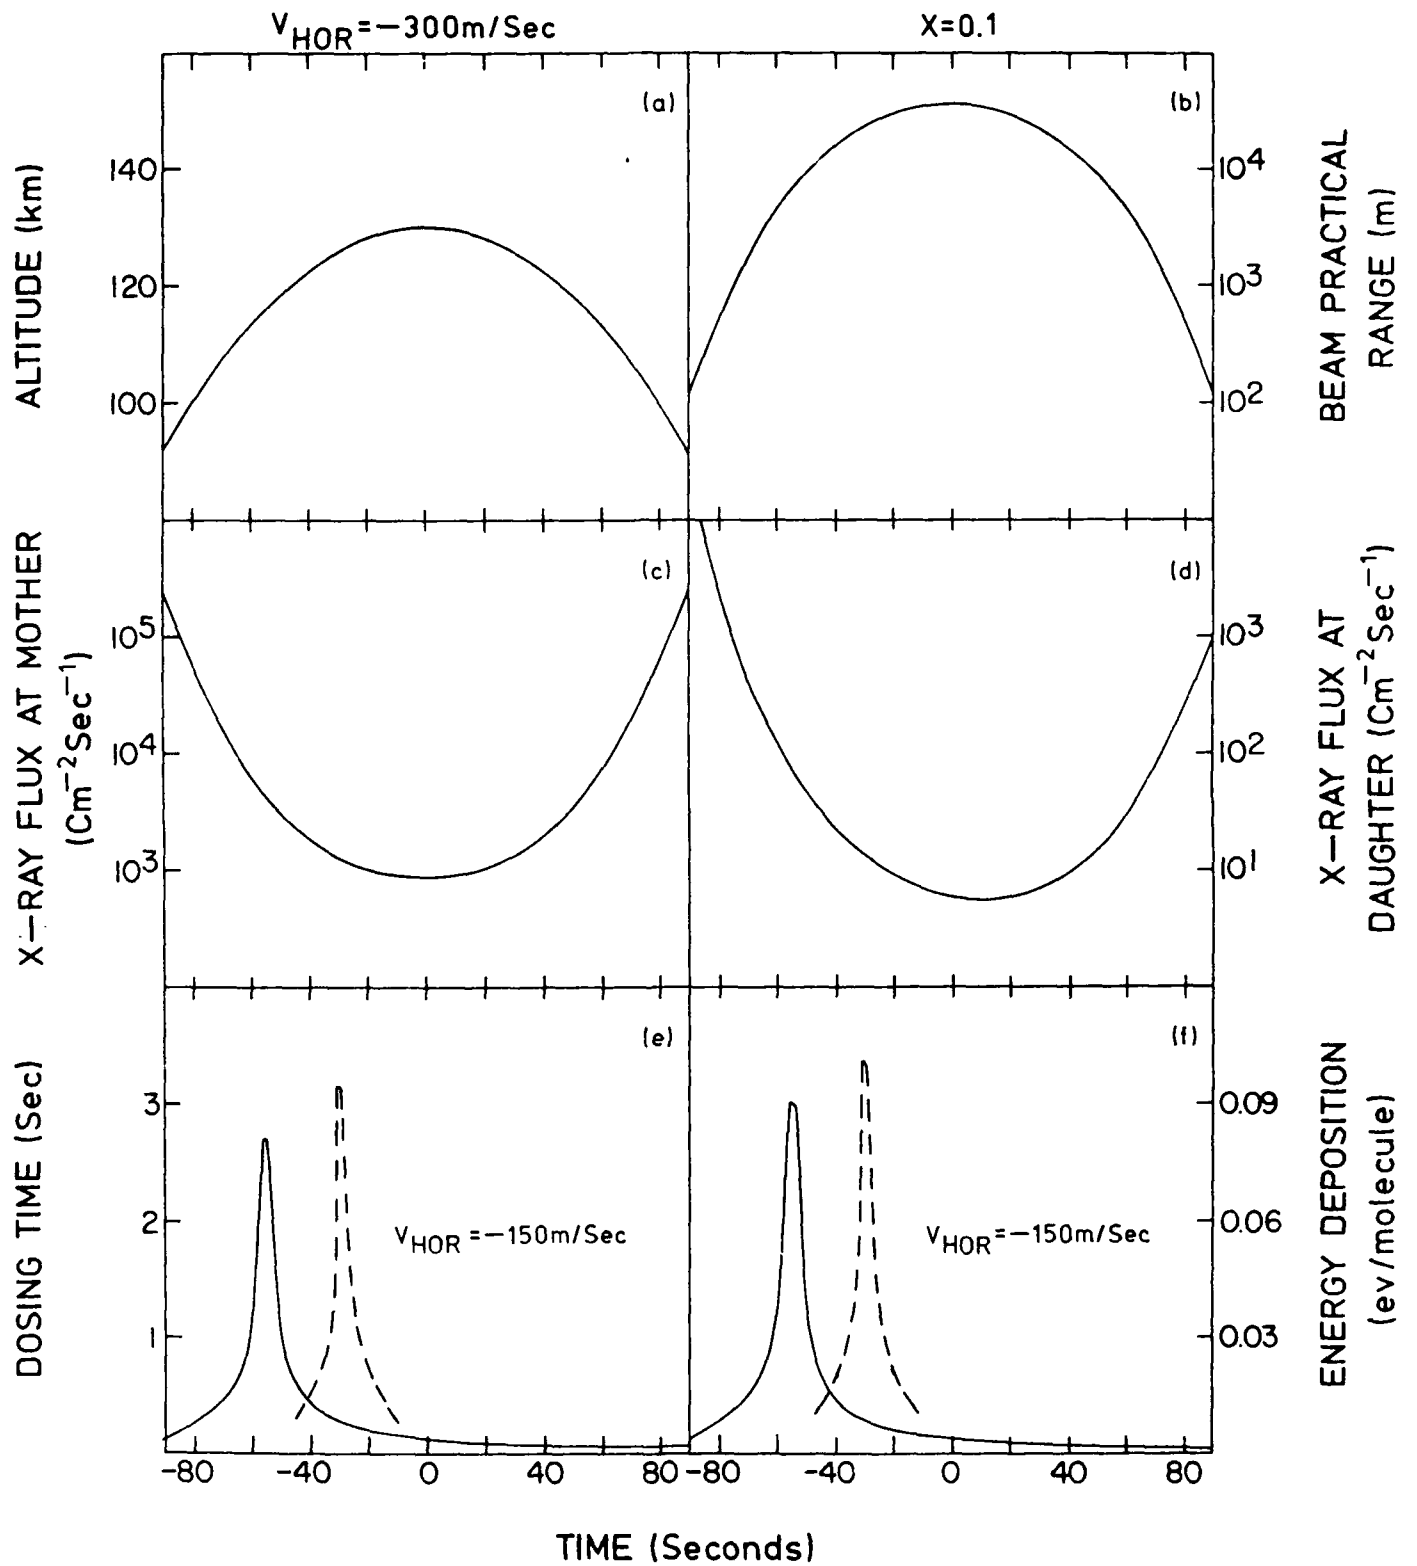 V_HOR=−300m/Sec
X=0.1
(a)
(b)
ALTITUDE (km)
140
120
100
10^4
10^3
10^2
BEAM PRACTICAL
RANGE (m)
(c)
(d)
X−RAY FLUX AT MOTHER
(Cm^−2Sec^−1)
10^5
10^4
10^3
10^3
10^2
10^1
X−RAY FLUX AT
DAUGHTER (Cm^−2Sec^−1)
(e)
(f)
DOSING TIME (Sec)
3
2
1
V_HOR=−150m/Sec
V_HOR=−150m/Sec
0.09
0.06
0.03
ENERGY DEPOSITION
(ev/molecule)
−80 −40 0 40 80
−80 −40 0 40 80
TIME (Seconds)